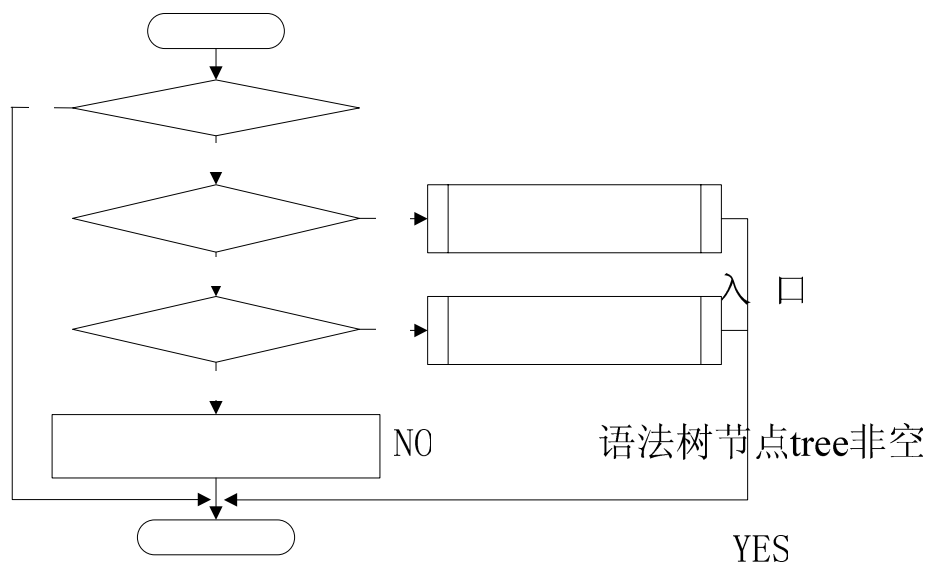 入 口
NO
语法树节点tree非空
YES